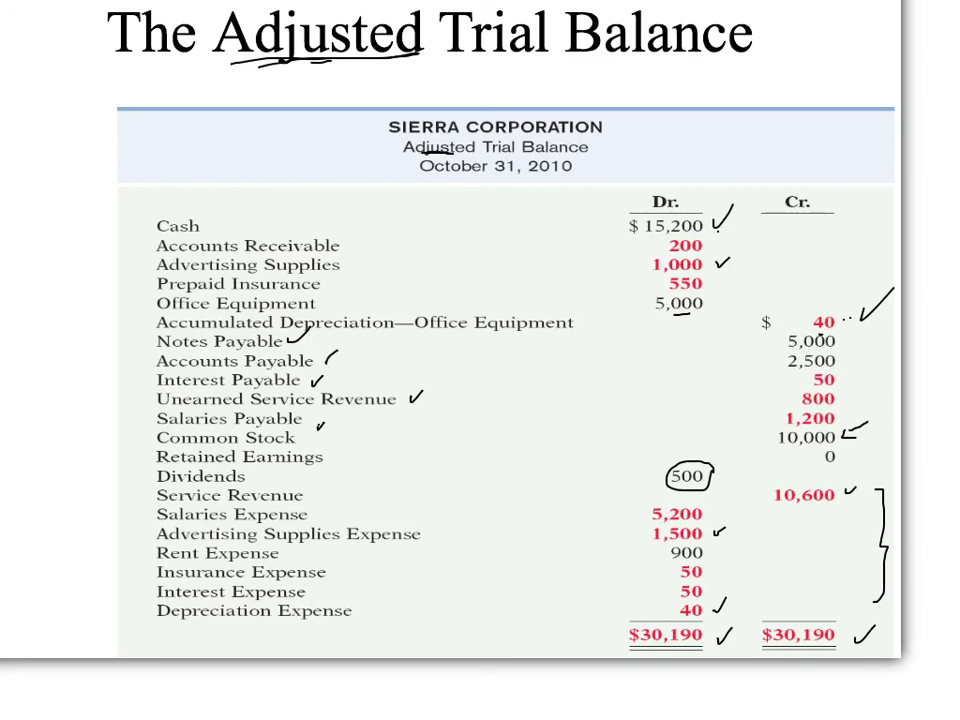 The Adjusted Trial Balance
SIERRA CORPORATION
Adjusted Trial Balance
October 31, 2010
Dr. Cr.
Cash $ 15,200
Accounts Receivable 200
Advertising Supplies 1,000
Prepaid Insurance 550
Office Equipment 5,000
Accumulated Depreciation—Office Equipment $ 40
Notes Payable 5,000
Accounts Payable 2,500
Interest Payable 50
Unearned Service Revenue 800
Salaries Payable 1,200
Common Stock 10,000
Retained Earnings 0
Dividends 500
Service Revenue 10,600
Salaries Expense 5,200
Advertising Supplies Expense 1,500
Rent Expense 900
Insurance Expense 50
Interest Expense 50
Depreciation Expense 40
$30,190 $30,190